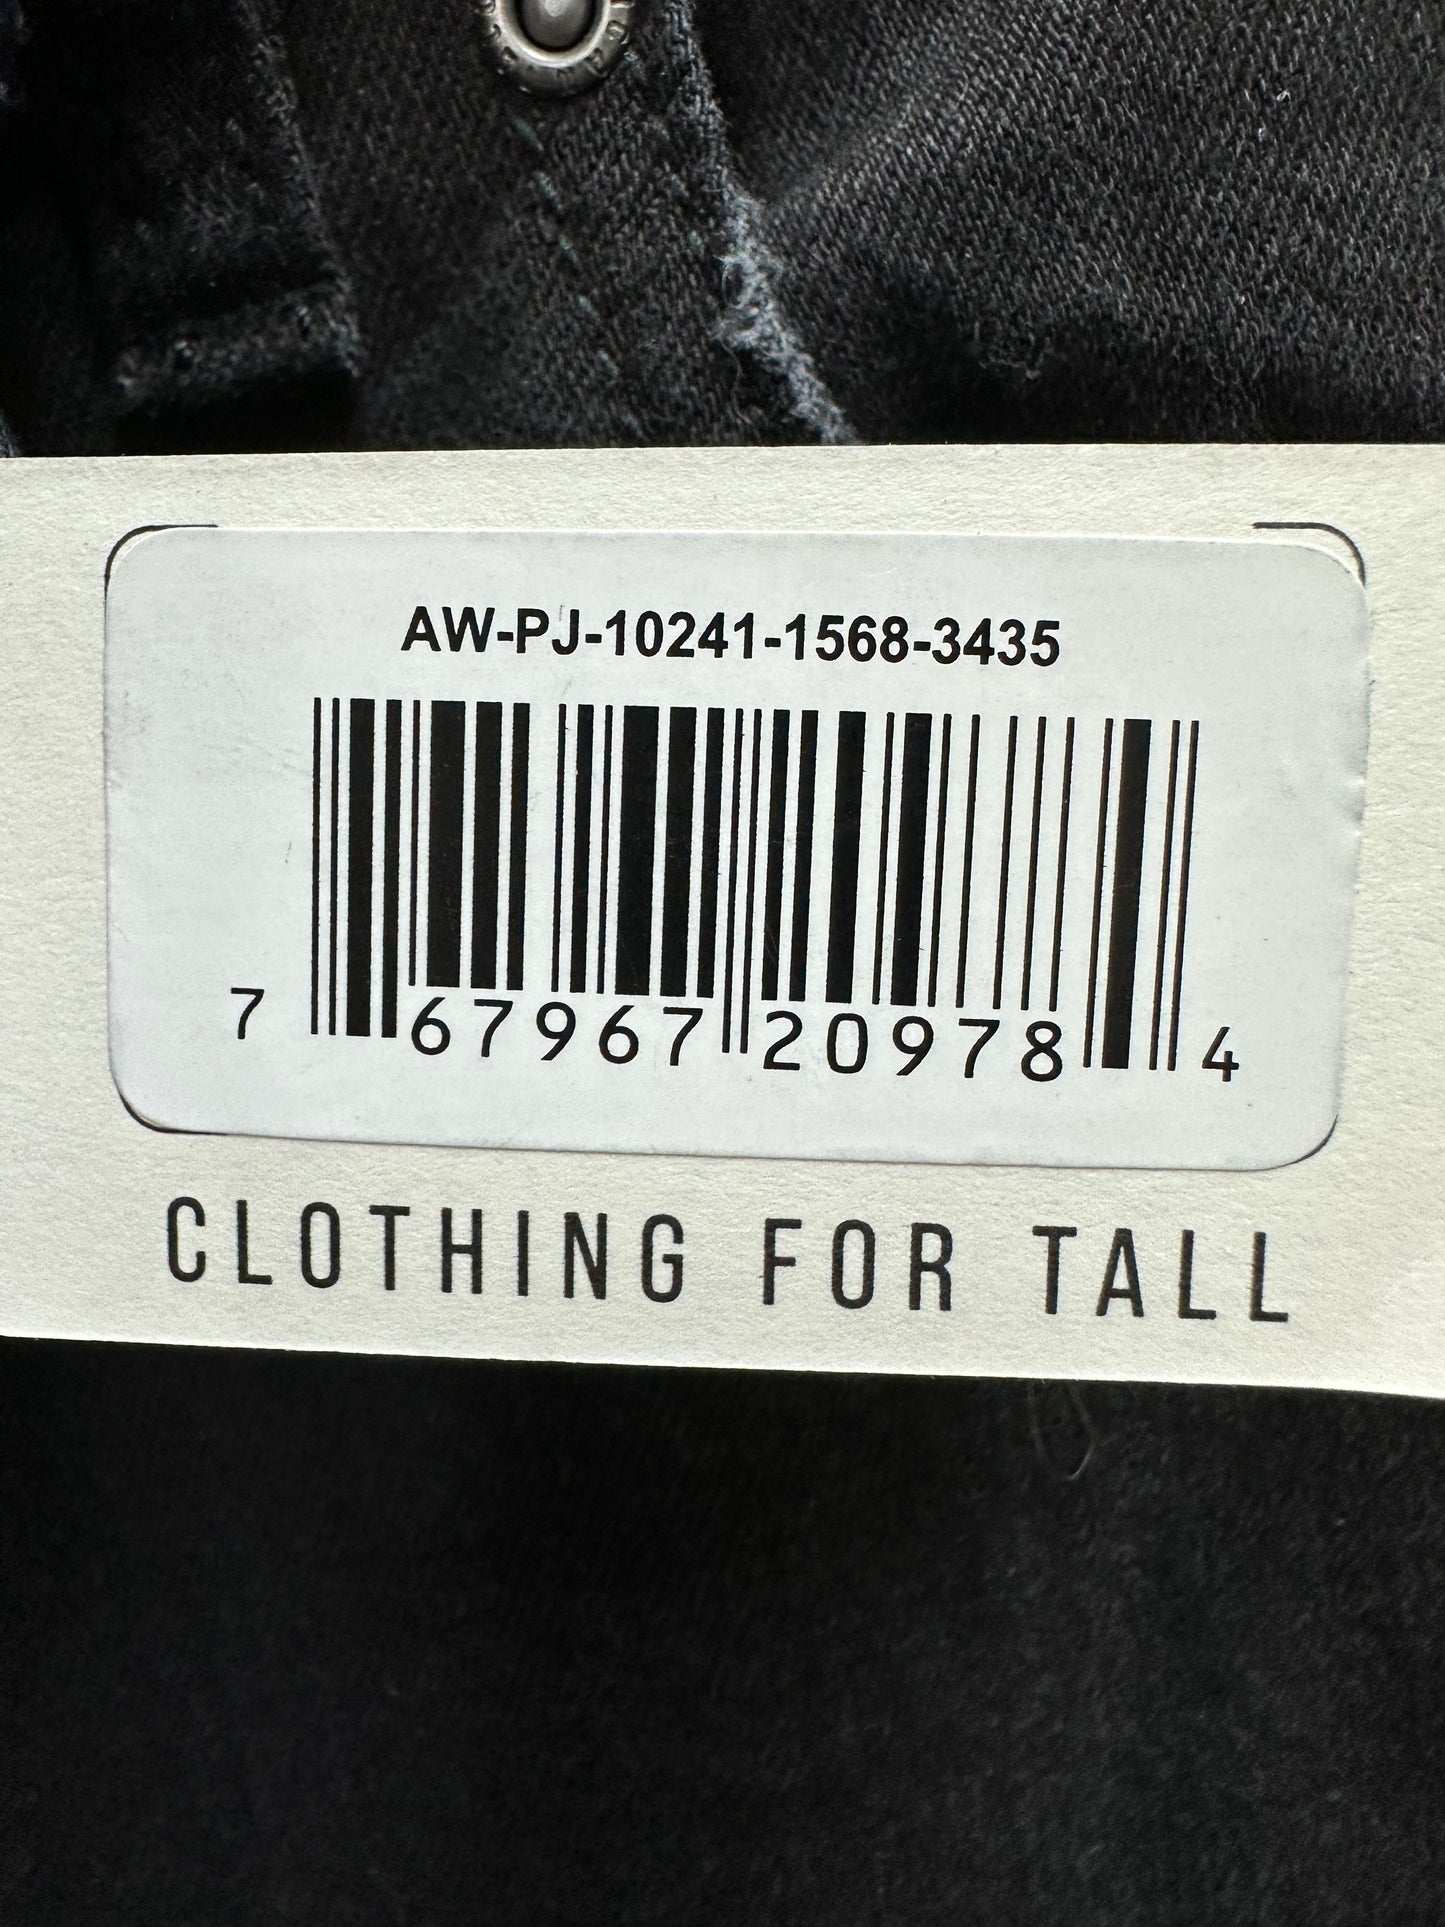 AW-PJ-10241-1568-3435
7 67967 20978 4
CLOTHING FOR TALL